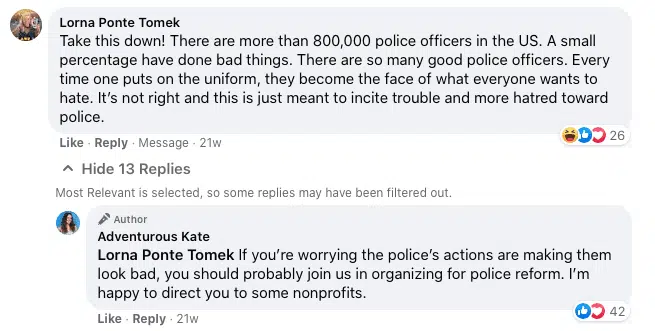 Lorna Ponte Tomek
Take this down! There are more than 800,000 police officers in the US. A small
percentage have done bad things. There are so many good police officers. Every
time one puts on the uniform, they become the face of what everyone wants to
hate. It’s not right and this is just meant to incite trouble and more hatred toward
police.
26
Like · Reply · Message · 21w
Hide 13 Replies
Most Relevant is selected, so some replies may have been filtered out.
Author
Adventurous Kate
Lorna Ponte Tomek If you’re worrying the police’s actions are making them
look bad, you should probably join us in organizing for police reform. I’m
happy to direct you to some nonprofits.
42
Like · Reply · 21w